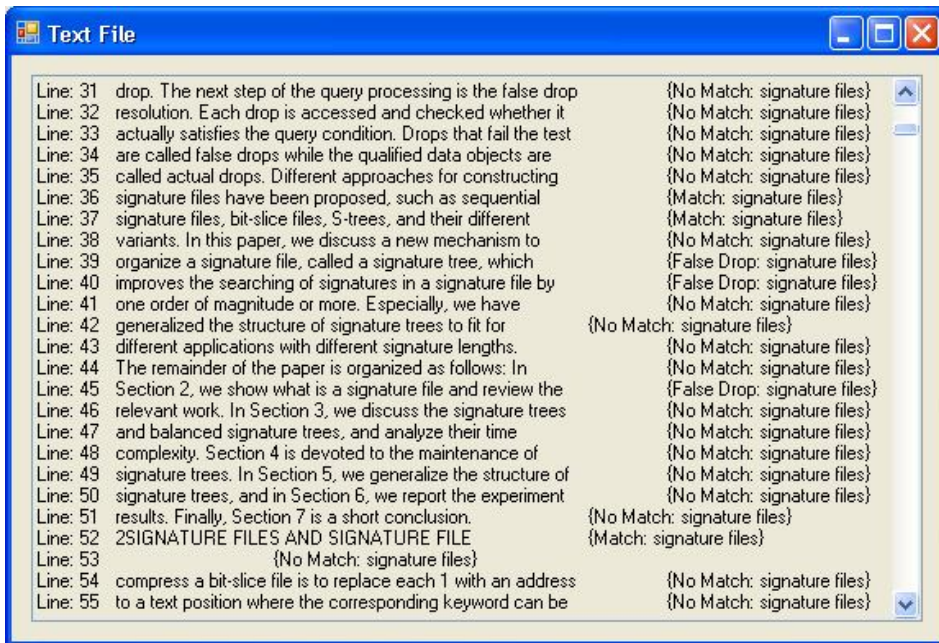 Text File
Line: 31 drop. The next step of the query processing is the false drop {No Match: signature files}
Line: 32 resolution. Each drop is accessed and checked whether it {No Match: signature files}
Line: 33 actually satisfies the query condition. Drops that fail the test {No Match: signature files}
Line: 34 are called false drops while the qualified data objects are {No Match: signature files}
Line: 35 called actual drops. Different approaches for constructing {No Match: signature files}
Line: 36 signature files have been proposed, such as sequential {Match: signature files}
Line: 37 signature files, bit-slice files, S-trees, and their different {Match: signature files}
Line: 38 variants. In this paper, we discuss a new mechanism to {No Match: signature files}
Line: 39 organize a signature file, called a signature tree, which {False Drop: signature files}
Line: 40 improves the searching of signatures in a signature file by {False Drop: signature files}
Line: 41 one order of magnitude or more. Especially, we have {No Match: signature files}
Line: 42 generalized the structure of signature trees to fit for {No Match: signature files}
Line: 43 different applications with different signature lengths. {No Match: signature files}
Line: 44 The remainder of the paper is organized as follows: In {No Match: signature files}
Line: 45 Section 2, we show what is a signature file and review the {False Drop: signature files}
Line: 46 relevant work. In Section 3, we discuss the signature trees {No Match: signature files}
Line: 47 and balanced signature trees, and analyze their time {No Match: signature files}
Line: 48 complexity. Section 4 is devoted to the maintenance of {No Match: signature files}
Line: 49 signature trees. In Section 5, we generalize the structure of {No Match: signature files}
Line: 50 signature trees, and in Section 6, we report the experiment {No Match: signature files}
Line: 51 results. Finally, Section 7 is a short conclusion. {No Match: signature files}
Line: 52 2SIGNATURE FILES AND SIGNATURE FILE {Match: signature files}
Line: 53 {No Match: signature files}
Line: 54 compress a bit-slice file is to replace each 1 with an address {No Match: signature files}
Line: 55 to a text position where the corresponding keyword can be {No Match: signature files}